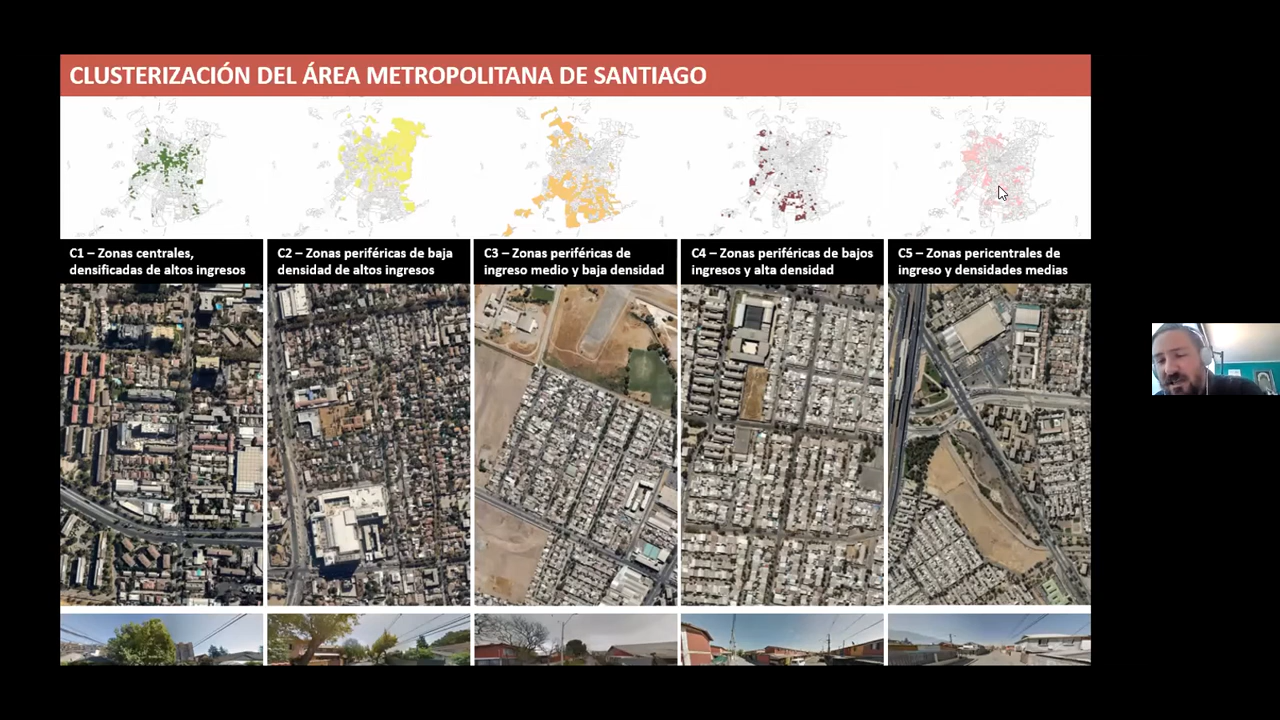 CLUSTERIZACIÓN DEL ÁREA METROPOLITANA DE SANTIAGO
C1 – Zonas centrales,
densificadas de altos ingresos
C2 – Zonas periféricas de baja
densidad de altos ingresos
C3 – Zonas periféricas de
ingreso medio y baja densidad
C4 – Zonas periféricas de bajos
ingresos y alta densidad
C5 – Zonas pericentrales de
ingreso y densidades medias